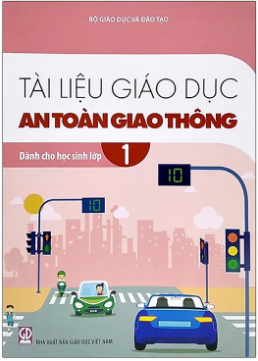 BỘ GIÁO DỤC VÀ ĐÀO TẠO
TÀI LIỆU GIÁO DỤC
AN TOÀN GIAO THÔNG
Dành cho học sinh lớp 1
10
10
NHÀ XUẤT BẢN GIÁO DỤC VIỆT NAM